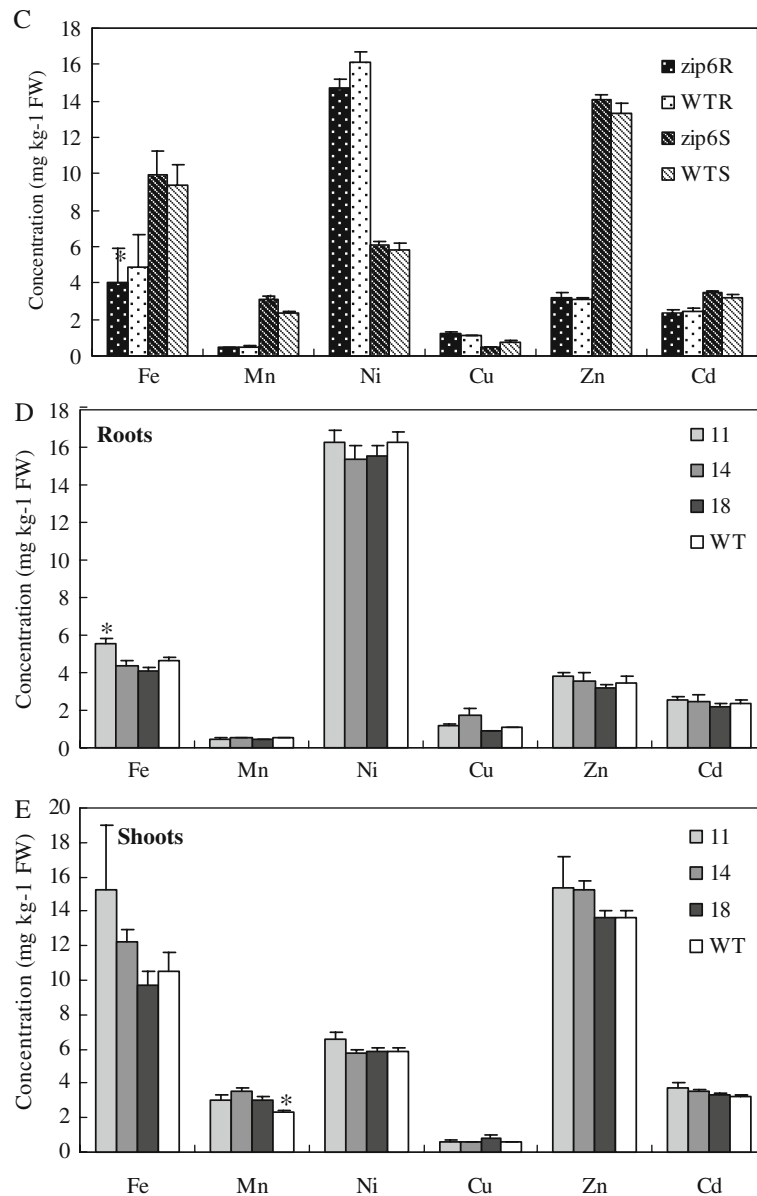 C
Concentration (mg kg-1 FW)
18
16
14
12
10
8
6
4
2
0
*
zip6R
WTR
zip6S
WTS
Fe Mn Ni Cu Zn Cd
D
Roots
Concentration (mg kg-1 FW)
18
16
14
12
10
8
6
4
2
0
*
11
14
18
WT
Fe Mn Ni Cu Zn Cd
E
Shoots
Concentration (mg kg-1 FW)
20
18
16
14
12
10
8
6
4
2
0
*
11
14
18
WT
Fe Mn Ni Cu Zn Cd